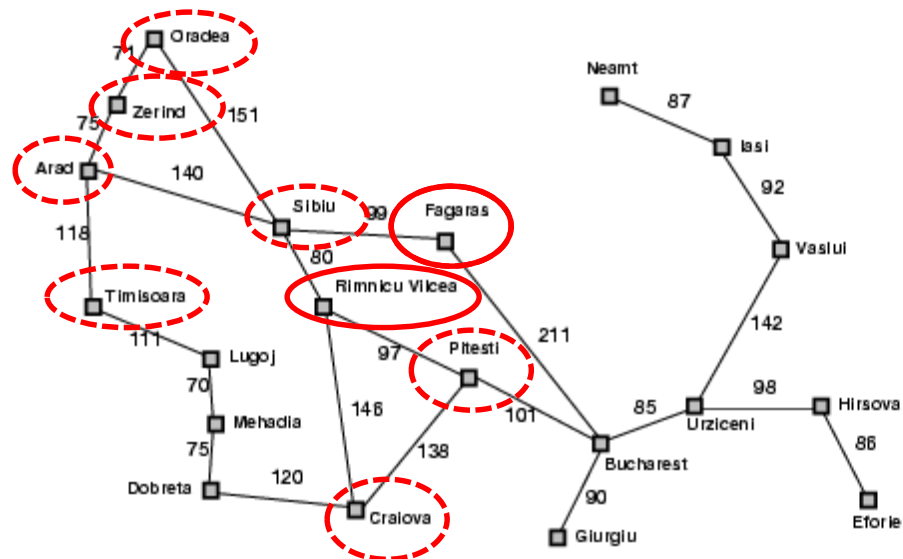 Oradea
71
Neamt
87
Zerind
151
75
Iasi
Arad
140
92
Sibiu
99
Fagaras
118
80
Vaslui
Timisoara
Rimnicu Vilcea
111
97
Pitesti
211
142
Lugoj
70
146
101
85
98
Hirsova
Mehadia
Urziceni
75
138
Bucharest
86
120
Dobreta
90
Craiova
Giurgiu
Eforie